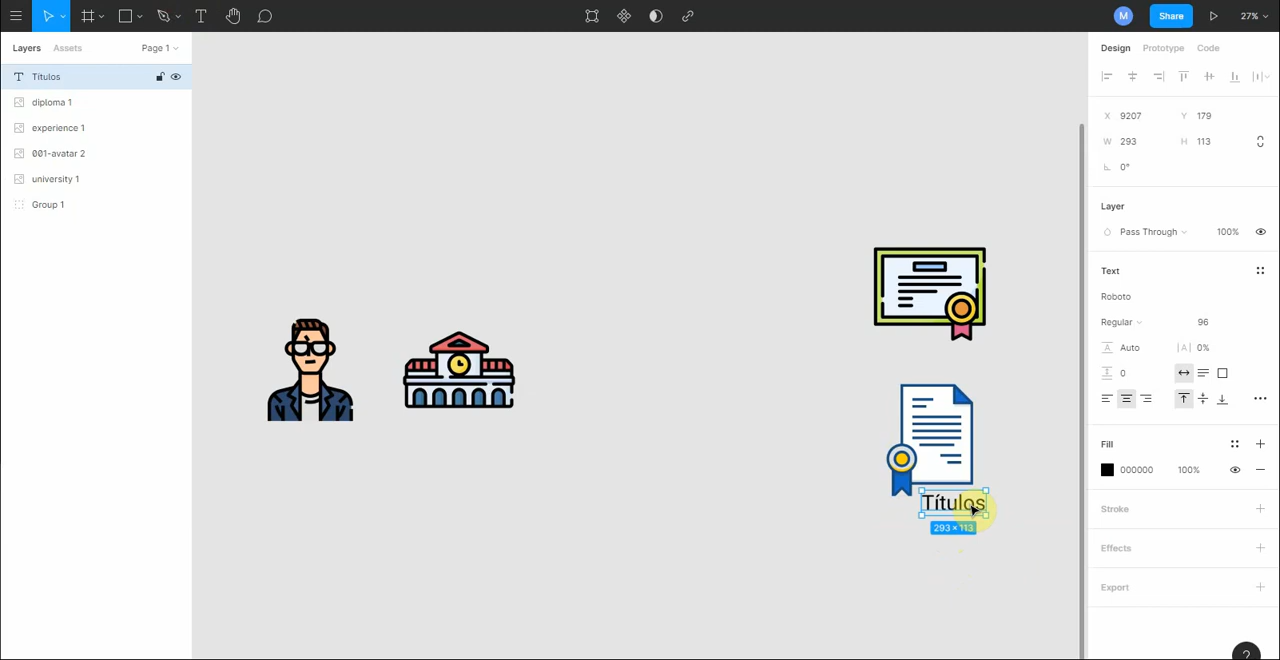 Layers Assets Page 1
Títulos
diploma 1
experience 1
001-avatar 2
university 1
Group 1
M Share 27%
Títulos
293 × 113
Design Prototype Code
X 9207 Y 179
W 293 H 113
0°
Layer
Pass Through 100%
Text
Roboto
Regular 96
A Auto |A| 0%
0
Fill
000000 100%
Stroke
Effects
Export
?